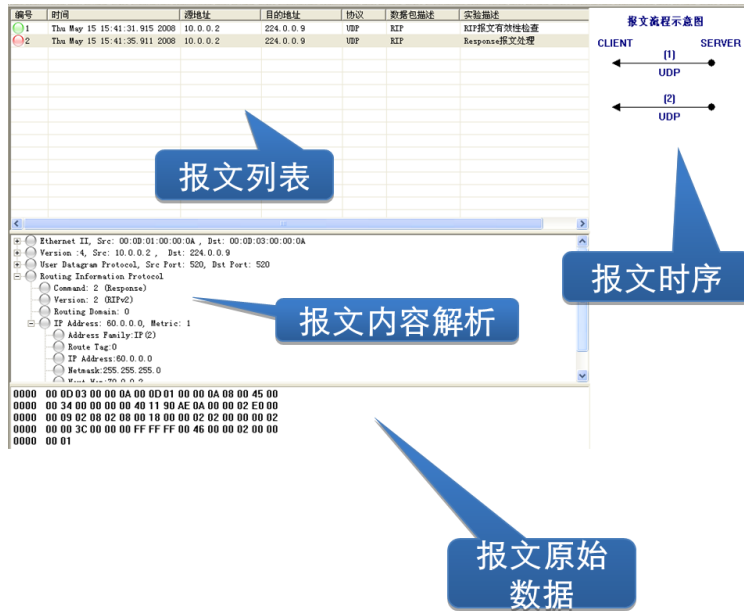 编号 时间 源地址 目的地址 协议 数据包描述 实验描述
1 Thu May 15 15:41:31.915 2008 10.0.0.2 224.0.0.9 UDP RIP RIP报文有效性检查
2 Thu May 15 15:41:35.911 2008 10.0.0.2 224.0.0.9 UDP RIP Response报文处理
报文流程示意图
CLIENT SERVER
(1)
UDP
(2)
UDP
报文列表
报文时序
Ethernet II, Src: 00:0D:01:00:00:0A , Dst: 00:0D:03:00:00:0A
Version :4, Src: 10.0.0.2 , Dst: 224.0.0.9
User Datagram Protocol, Src Port: 520, Dst Port: 520
Routing Information Protocol
Command: 2 (Response)
Version: 2 (RIPv2)
Routing Domain: 0
IP Address: 60.0.0.0, Metric: 1
Address Family:IP(2)
Route Tag:0
IP Address:60.0.0.0
Netmask:255.255.255.0
Next Hop:70.0.0.2
报文内容解析
0000 00 0D 03 00 00 0A 00 0D 01 00 00 0A 08 00 45 00
0000 00 34 00 00 00 00 40 11 90 AE 0A 00 00 02 E0 00
0000 00 09 02 08 02 08 00 18 00 00 02 02 00 00 00 02
0000 00 00 3C 00 00 00 FF FF FF 00 46 00 00 02 00 00
0000 00 01
报文原始
数据